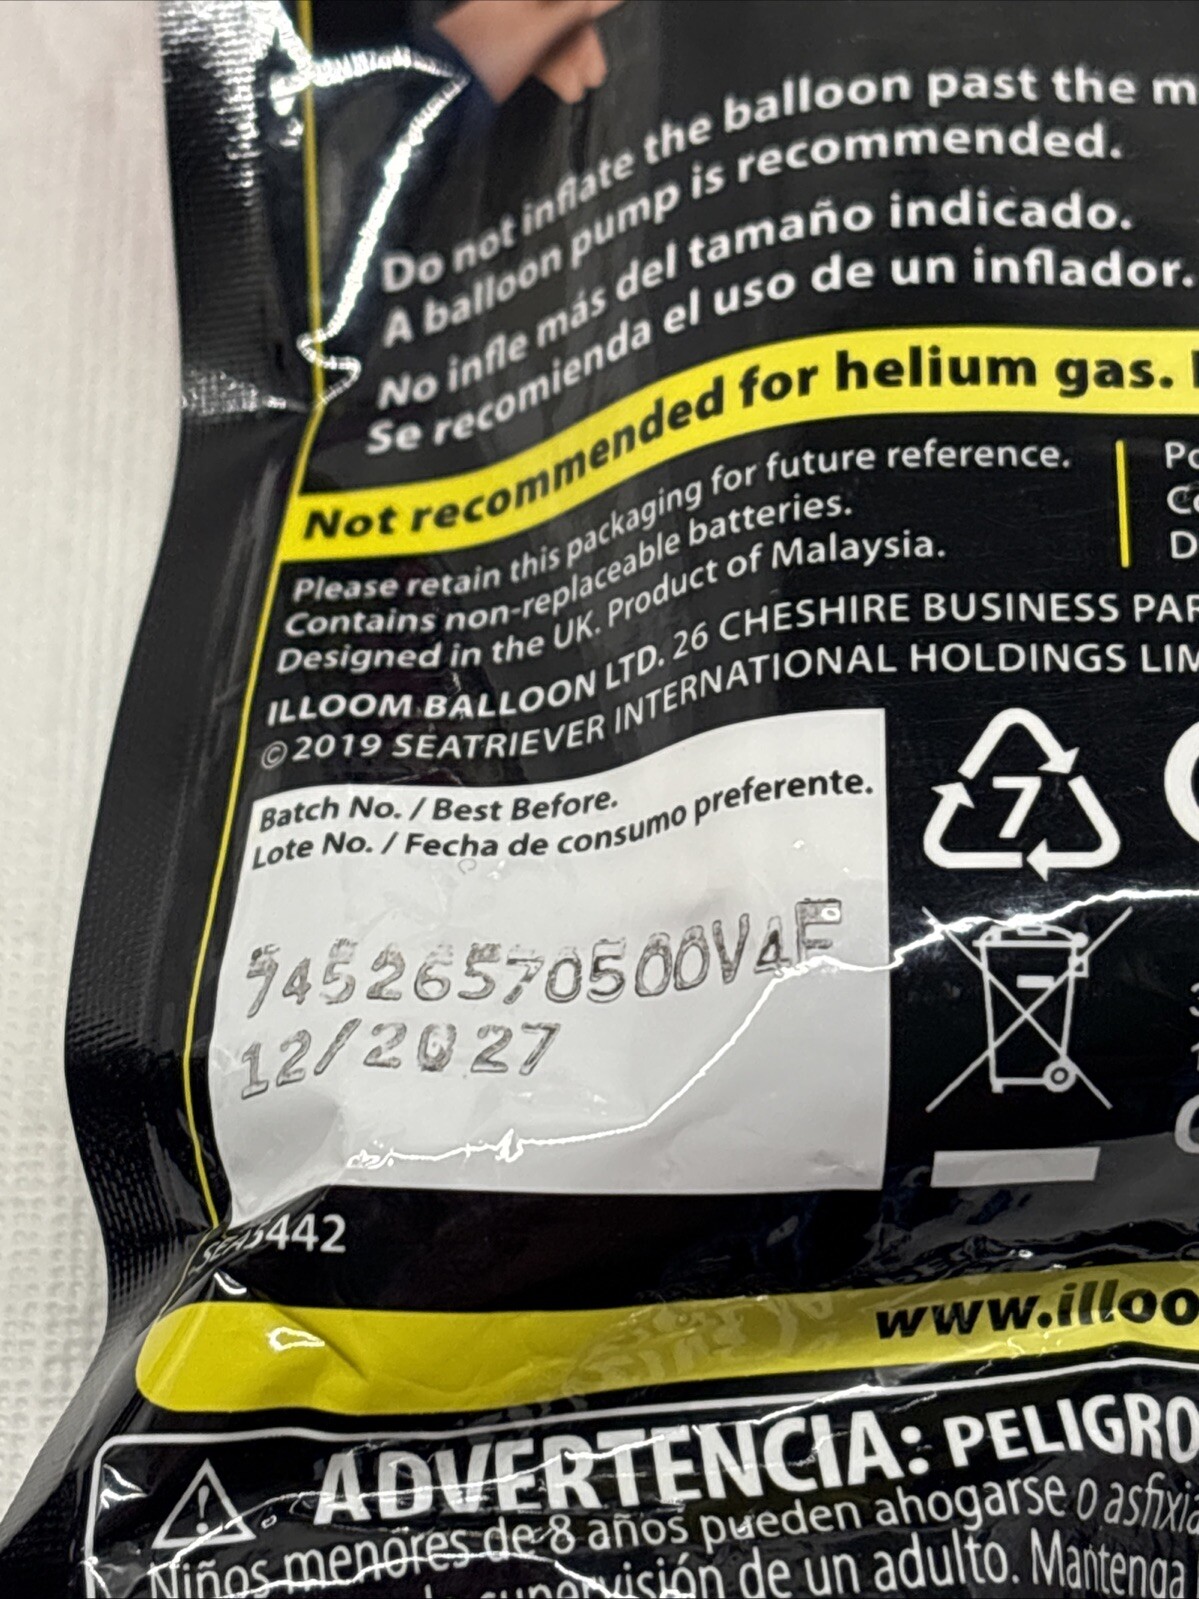 Do not inflate the balloon past the m
A balloon pump is recommended.
No infle más del tamaño indicado.
Se recomienda el uso de un inflador.
Not recommended for helium gas.
Please retain this packaging for future reference.
Contains non-replaceable batteries.
Designed in the UK. Product of Malaysia.
ILLOOM BALLOON LTD. 26 CHESHIRE BUSINESS PAR
© 2019 SEATRIEVER INTERNATIONAL HOLDINGS LIM
Batch No. / Best Before.
Lote No. / Fecha de consumo preferente.
74526570500V4E
12/2027
7
SEA5442
www.illoo
ADVERTENCIA: PELIGRO
Niños menores de 8 años pueden ahogarse o asfixia
supervisión de un adulto. Mantenga